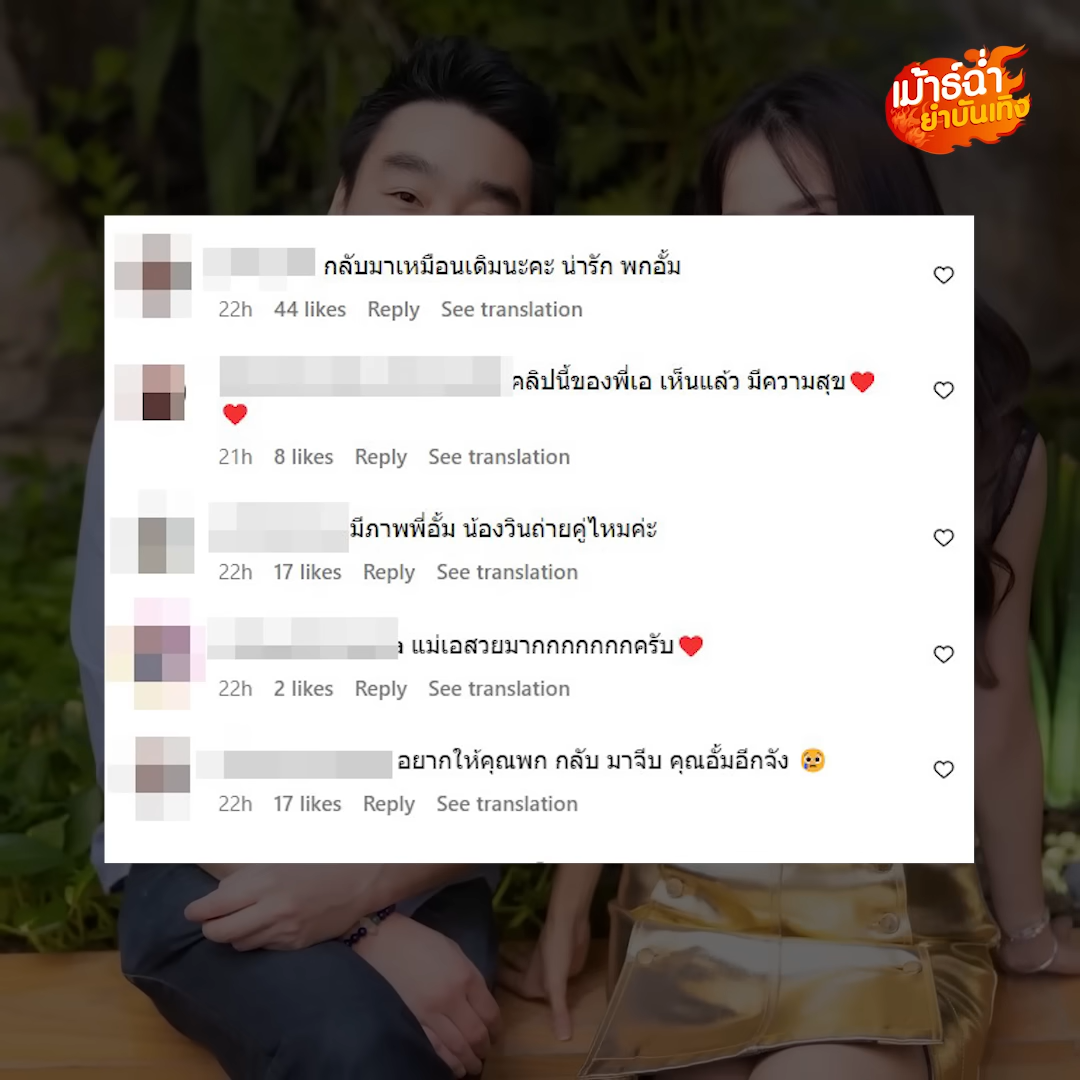 เม้าธ์ฉ่ำ
ยำบันเทิง
กลับมาเหมือนเดิมนะคะ น่ารัก พกอั้ม
22h 44 likes Reply See translation
คลิปนี้ของพี่เอ เห็นแล้ว มีความสุข❤️
❤️
21h 8 likes Reply See translation
มีภาพพี่อั้ม น้องวินถ่ายคู่ไหมค่ะ
22h 17 likes Reply See translation
a แม่เอสวยมากกกกกกกครับ❤️
22h 2 likes Reply See translation
อยากให้คุณพก กลับ มาจีบ คุณอั้มอีกจัง 😢
22h 17 likes Reply See translation